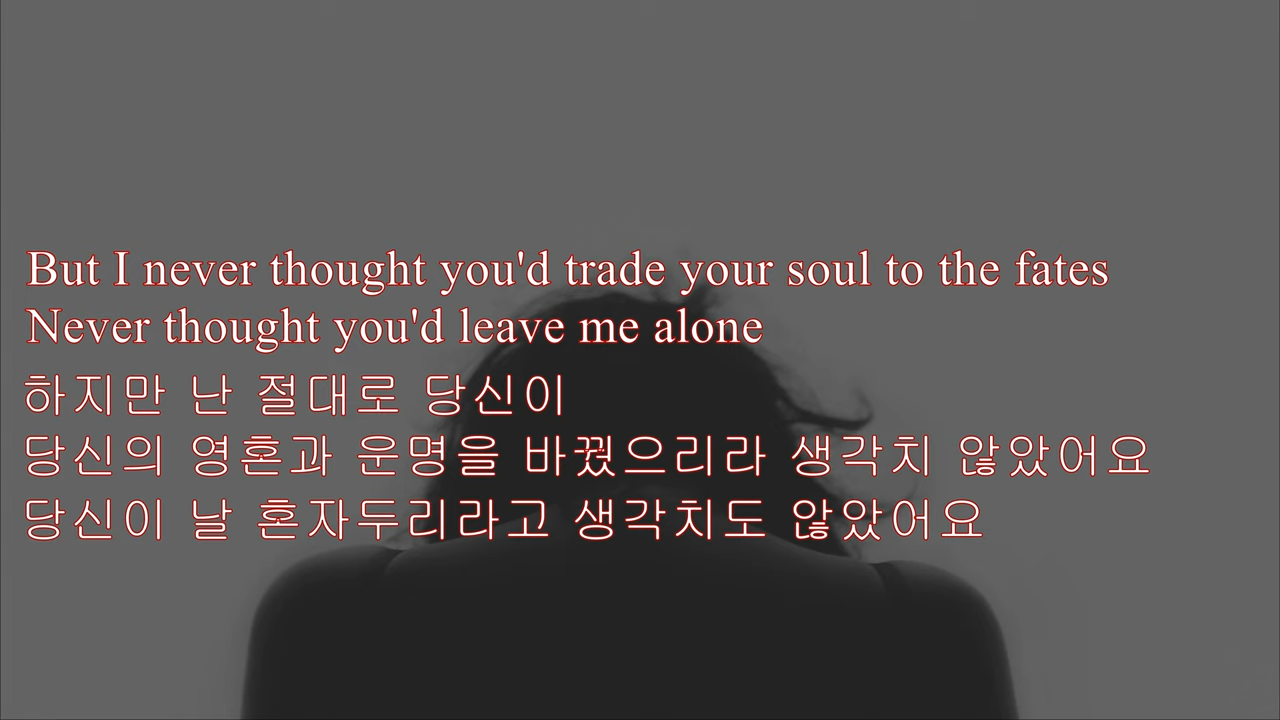 But I never thought you'd trade your soul to the fates
Never thought you'd leave me alone
하지만 난 절대로 당신이
당신의 영혼과 운명을 바꿨으리라 생각치 않았어요
당신이 날 혼자두리라고 생각치도 않았어요